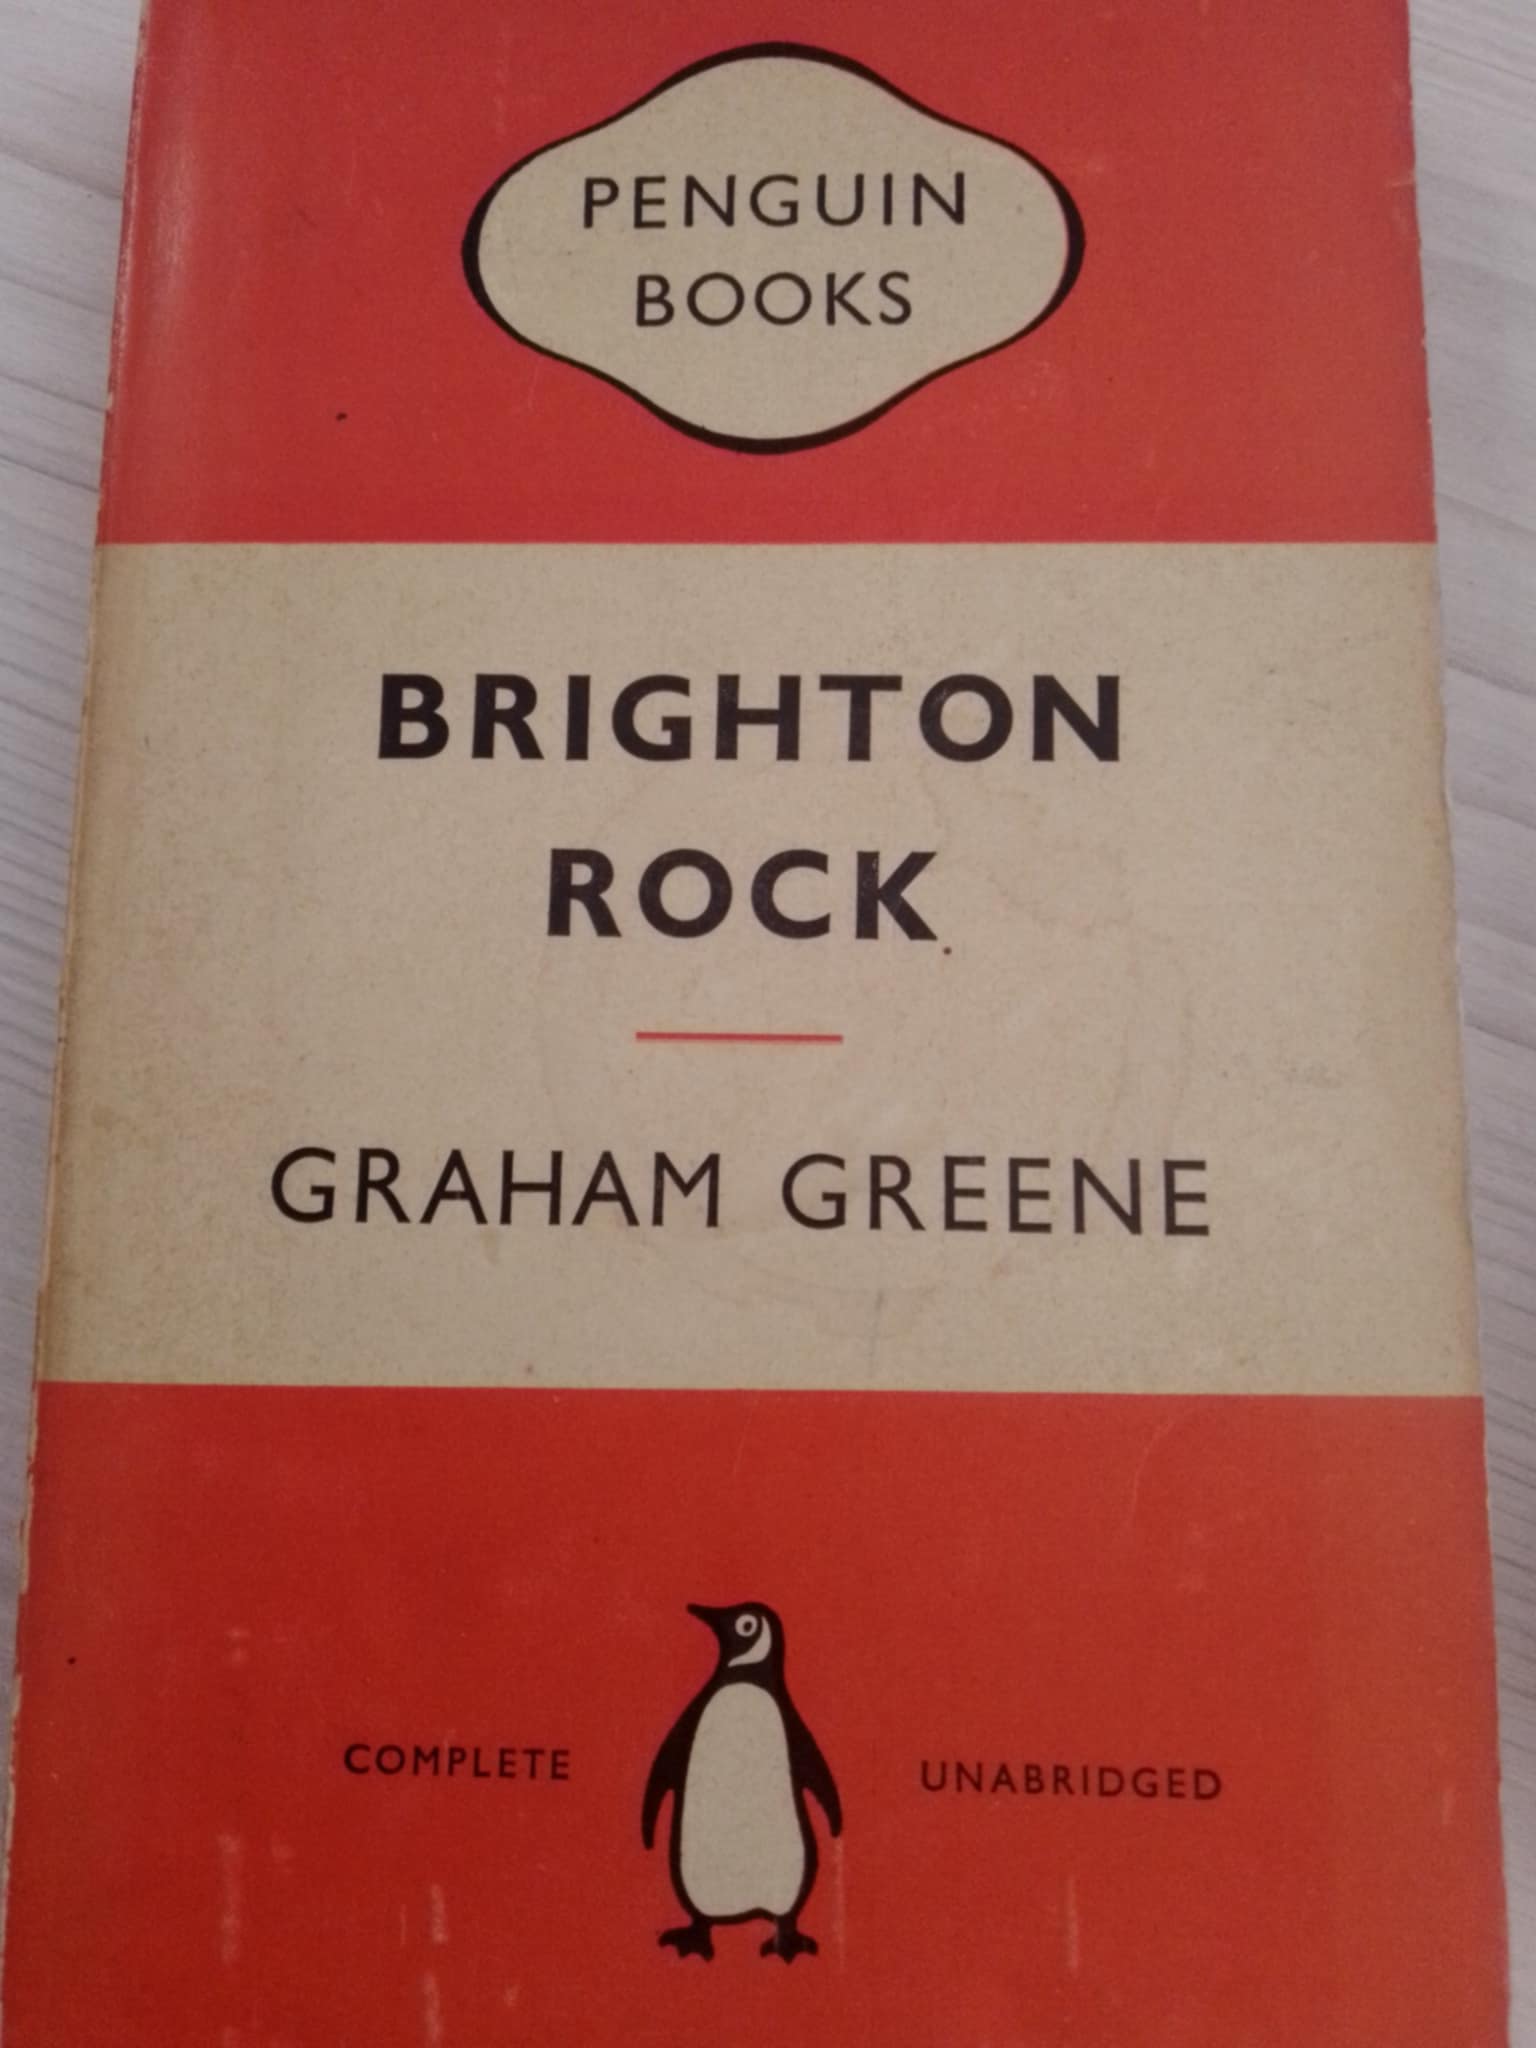 PENGUIN
BOOKS
BRIGHTON
ROCK
GRAHAM GREENE
COMPLETE UNABRIDGED